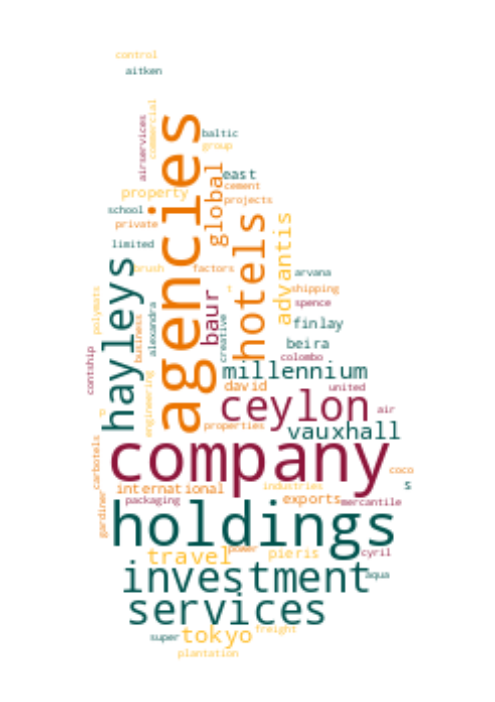 control
aitken
airservices
commercial
agencies
baltic
group
global
east
cement
projects
property
school
private
limited
hotels
advantis
brush
factors
hayleys
baur
creative
alexandra
business
polymats
contship
t
arvana
shipping
spence
finlay
beira
colombo
millennium
david
united
engineering
p
ceylon
air
properties
vauxhall
company
carbotels
gardiner
coco
s
international
packaging
industries
exports
mercantile
holdings
travel
power
pieris
cyril
aqua
investment
services
super
tokyo
freight
plantation